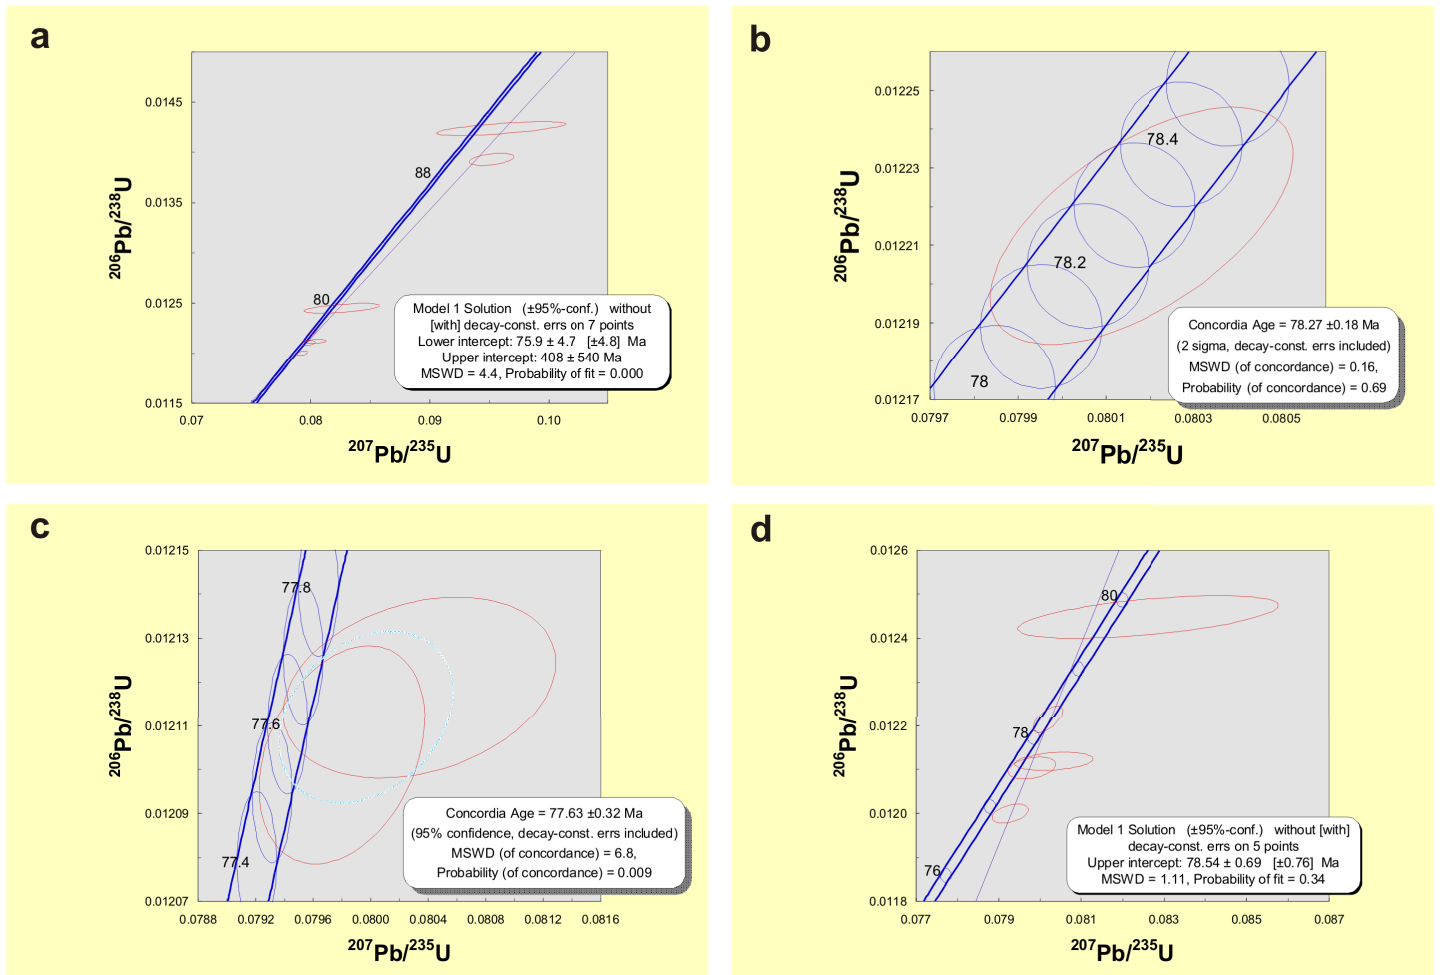 a
0.0145
0.0135
0.0125
0.0115
206Pb/238U
88
80
Model 1 Solution (±95%-conf.) without
[with] decay-const. errs on 7 points
Lower intercept: 75.9 ± 4.7 [±4.8] Ma
Upper intercept: 408 ± 540 Ma
MSWD = 4.4, Probability of fit = 0.000
0.07 0.08 0.09 0.10
207Pb/235U
b
0.01225
0.01223
0.01221
0.01219
0.01217
206Pb/238U
78.4
78.2
78
Concordia Age = 78.27 ±0.18 Ma
(2 sigma, decay-const. errs included)
MSWD (of concordance) = 0.16,
Probability (of concordance) = 0.69
0.0797 0.0799 0.0801 0.0803 0.0805
207Pb/235U
c
0.01215
0.01213
0.01211
0.01209
0.01207
206Pb/238U
77.8
77.6
77.4
Concordia Age = 77.63 ±0.32 Ma
(95% confidence, decay-const. errs included)
MSWD (of concordance) = 6.8,
Probability (of concordance) = 0.009
0.0788 0.0792 0.0796 0.0800 0.0804 0.0808 0.0812 0.0816
207Pb/235U
d
0.0126
0.0124
0.0122
0.0120
0.0118
206Pb/238U
80
78
76
Model 1 Solution (±95%-conf.) without [with]
decay-const. errs on 5 points
Upper intercept: 78.54 ± 0.69 [±0.76] Ma
MSWD = 1.11, Probability of fit = 0.34
0.077 0.079 0.081 0.083 0.085 0.087
207Pb/235U